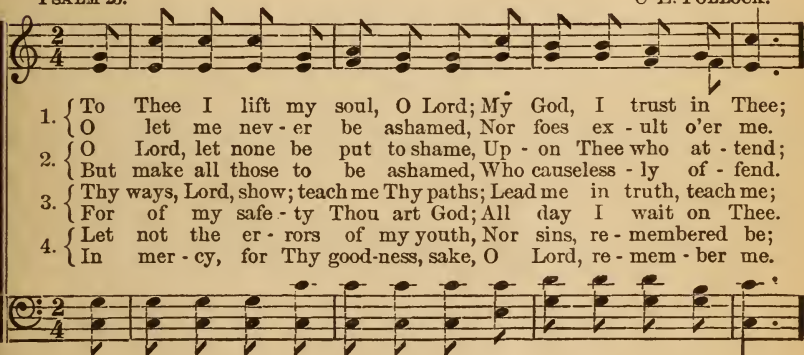 PSALM 25.
C E. POLLOCK.
1. To Thee I lift my soul, O Lord; My God, I trust in Thee;
O let me nev - er be ashamed, Nor foes ex - ult o'er me.
2. O Lord, let none be put to shame, Up - on Thee who at - tend;
But make all those to be ashamed, Who causeless - ly of - fend.
3. Thy ways, Lord, show; teach me Thy paths; Lead me in truth, teach me;
For of my safe - ty Thou art God; All day I wait on Thee.
4. Let not the er - rors of my youth, Nor sins, re - membered be;
In mer - cy, for Thy good-ness, sake, O Lord, re - mem - ber me.